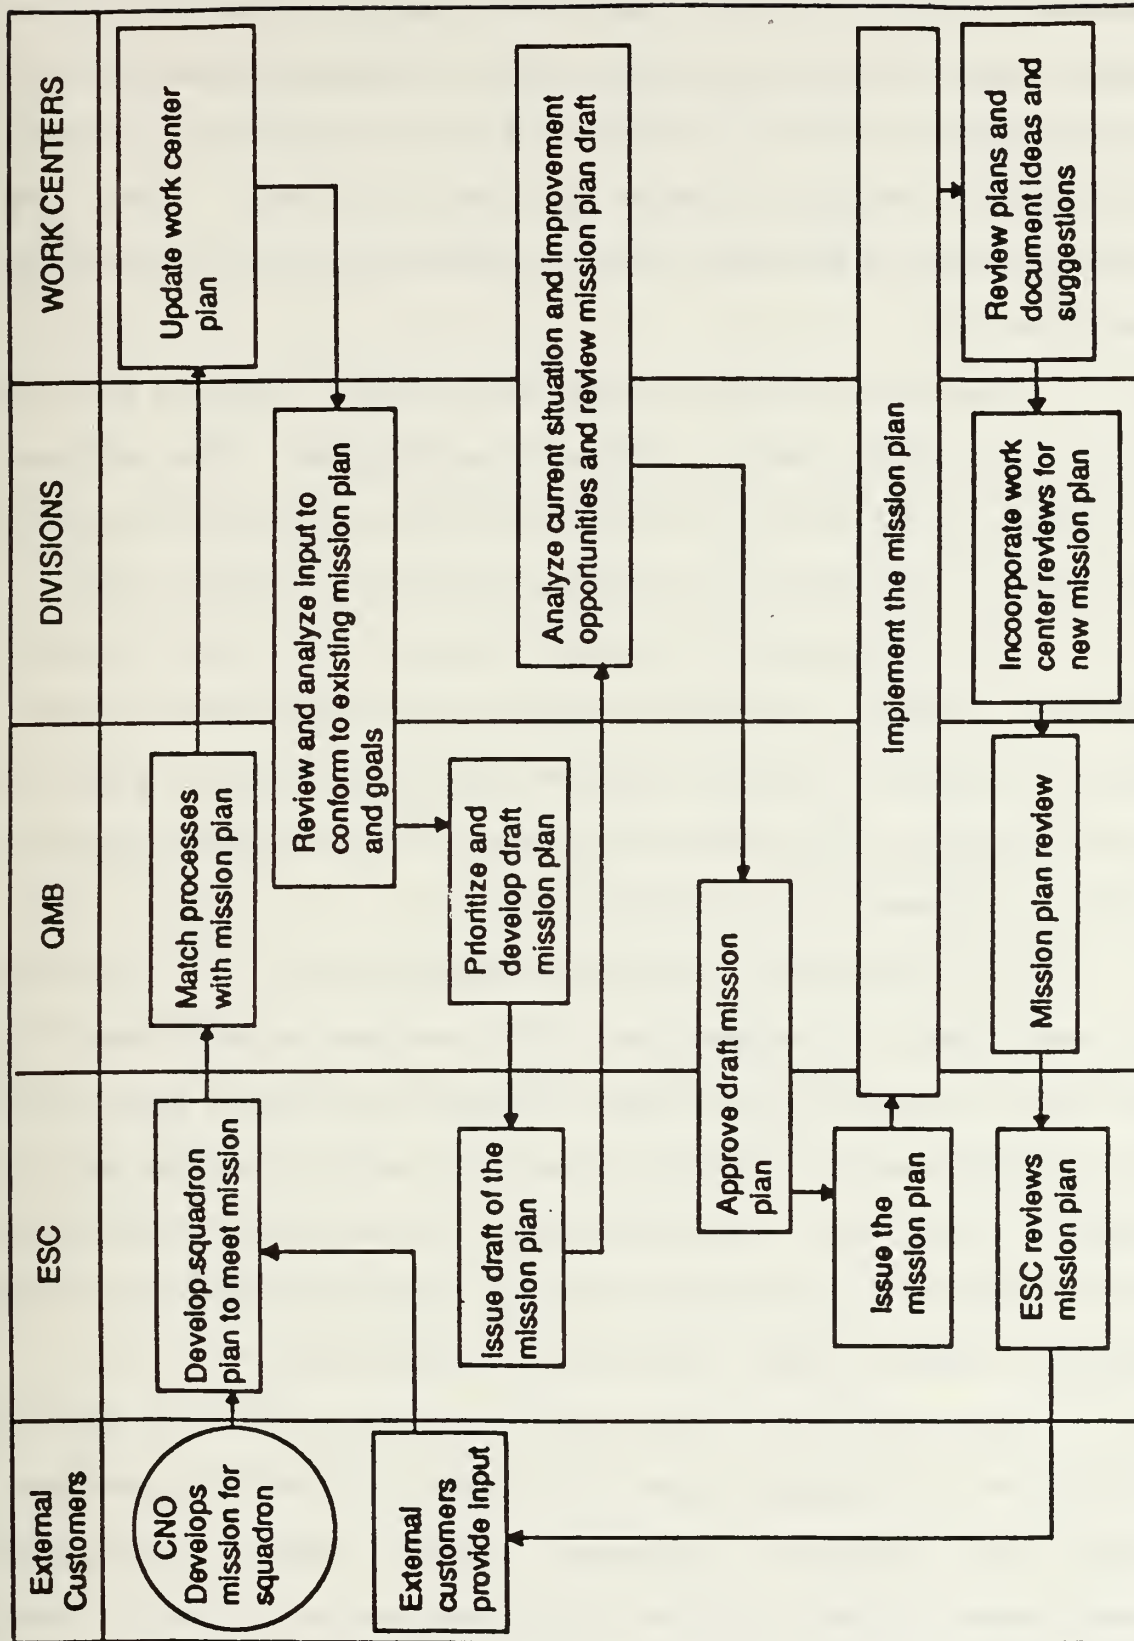 External
Customers
ESC
QMB
DIVISIONS
WORK CENTERS
CNO
Develops
mission for
squadron
Develop squadron
plan to meet mission
Match processes
with mission plan
Update work center
plan
Review and analyze input to
conform to existing mission plan
and goals
External
customers
provide input
Issue draft of the
mission plan
Prioritize and
develop draft
mission plan
Analyze current situation and improvement
opportunities and review mission plan draft
Approve draft mission
plan
Issue the
mission plan
Implement the mission plan
ESC reviews
mission plan
Mission plan review
Incoorporate work
center reviews for
new mission plan
Review plans and
document ideas and
suggestions